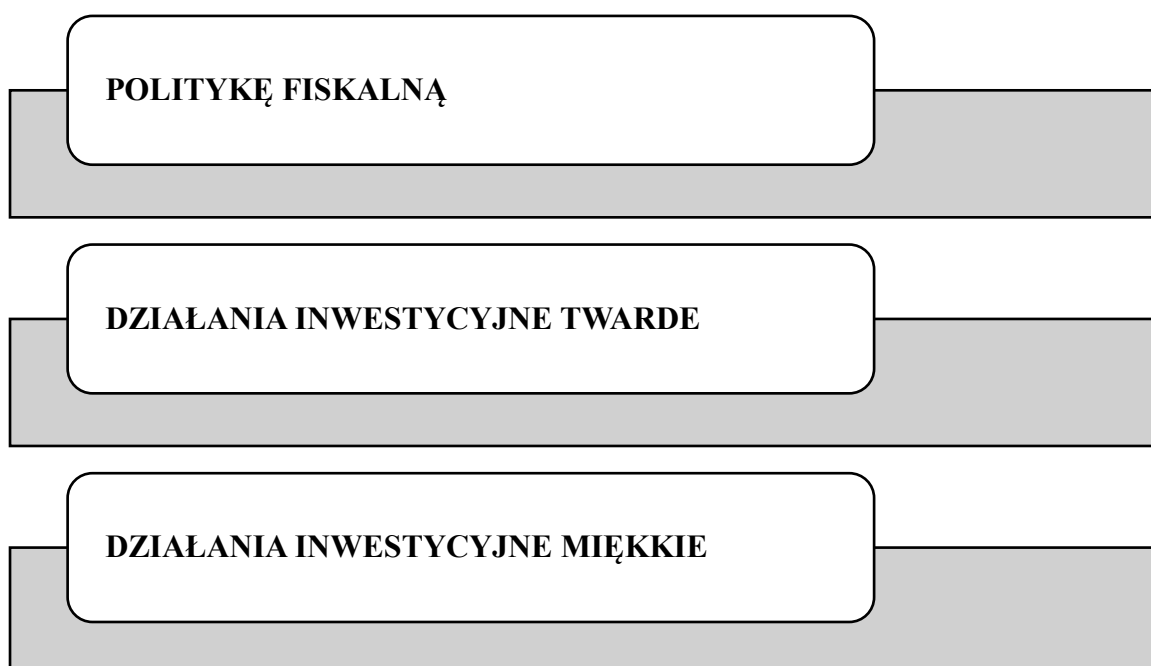 POLITYKĘ FISKALNĄ
DZIAŁANIA INWESTYCYJNE TWARDE
DZIAŁANIA INWESTYCYJNE MIĘKKIE